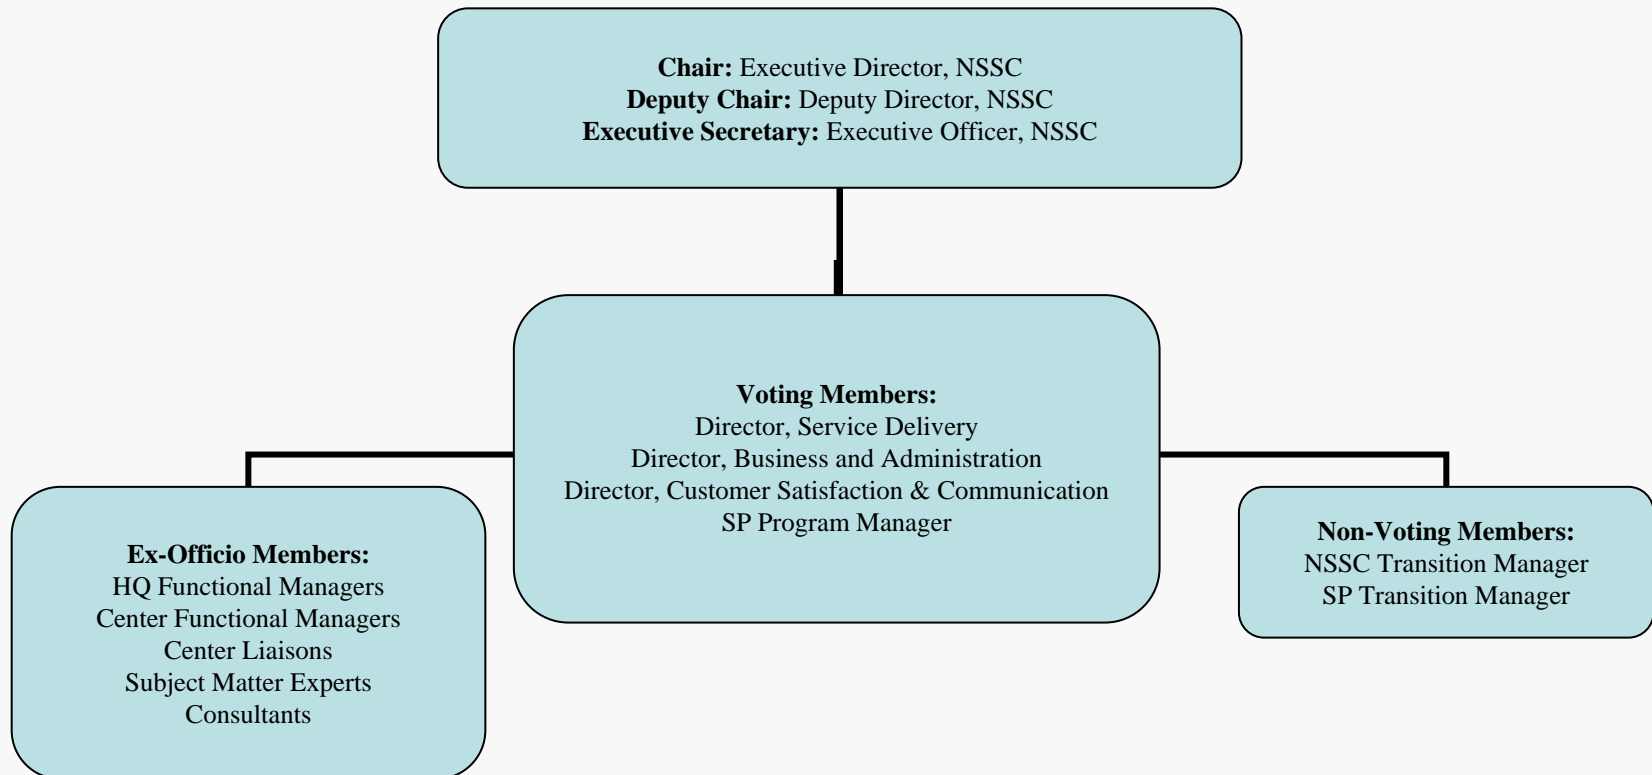 Chair: Executive Director, NSSC
Deputy Chair: Deputy Director, NSSC
Executive Secretary: Executive Officer, NSSC
Voting Members:
Director, Service Delivery
Director, Business and Administration
Director, Customer Satisfaction & Communication
SP Program Manager
Ex-Officio Members:
HQ Functional Managers
Center Functional Managers
Center Liaisons
Subject Matter Experts
Consultants
Non-Voting Members:
NSSC Transition Manager
SP Transition Manager